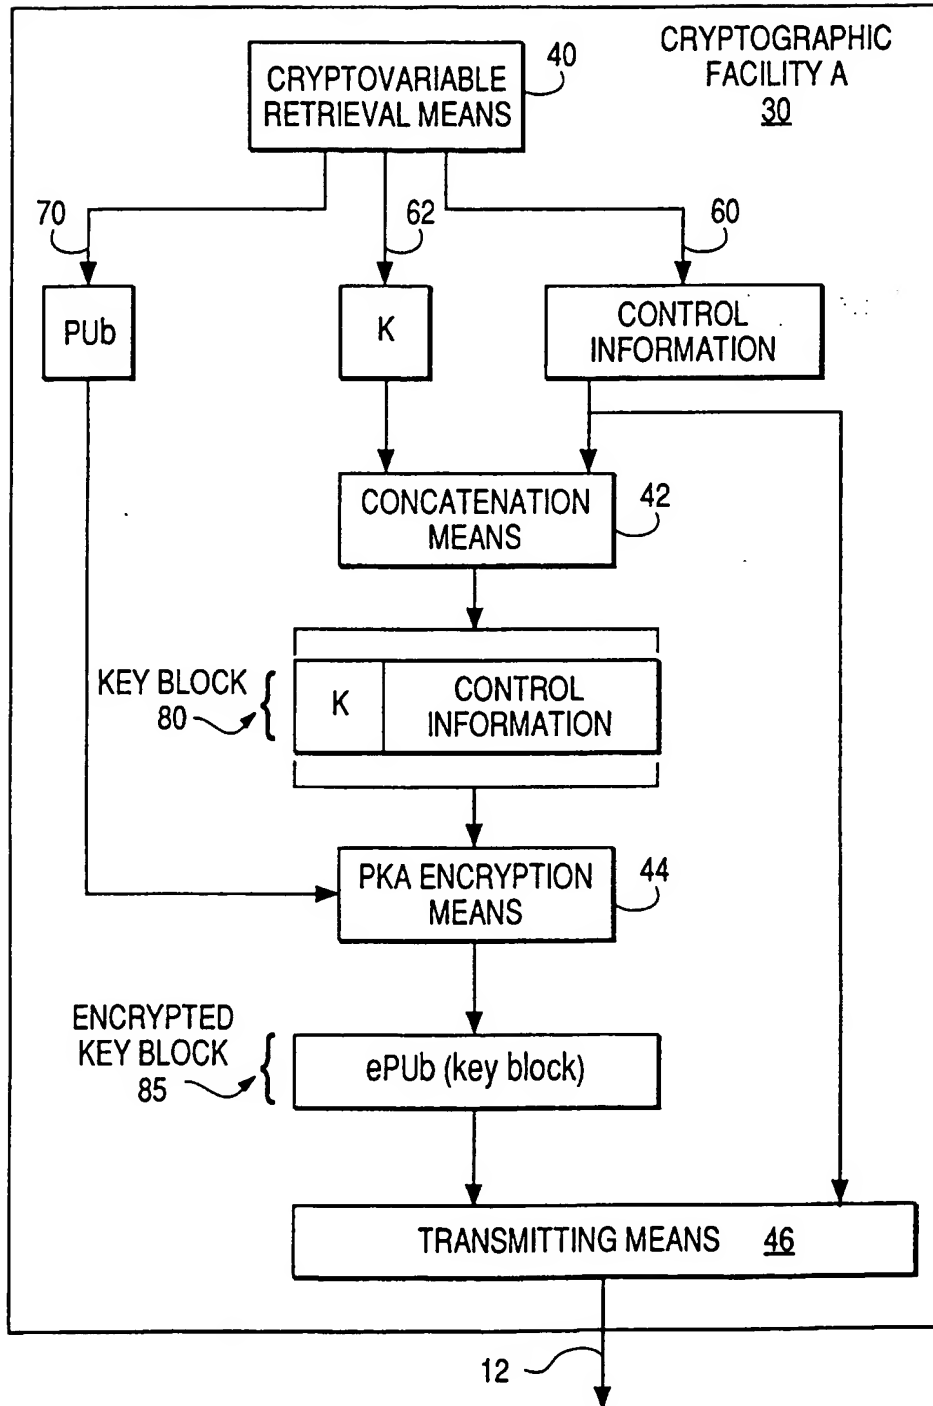 CRYPTOGRAPHIC
FACILITY A
30
CRYPTOVARIABLE
RETRIEVAL MEANS
40
70
62
60
PUb
K
CONTROL
INFORMATION
CONCATENATION
MEANS
42
KEY BLOCK
80
K
CONTROL
INFORMATION
PKA ENCRYPTION
MEANS
44
ENCRYPTED
KEY BLOCK
85
ePUb (key block)
TRANSMITTING MEANS 46
12